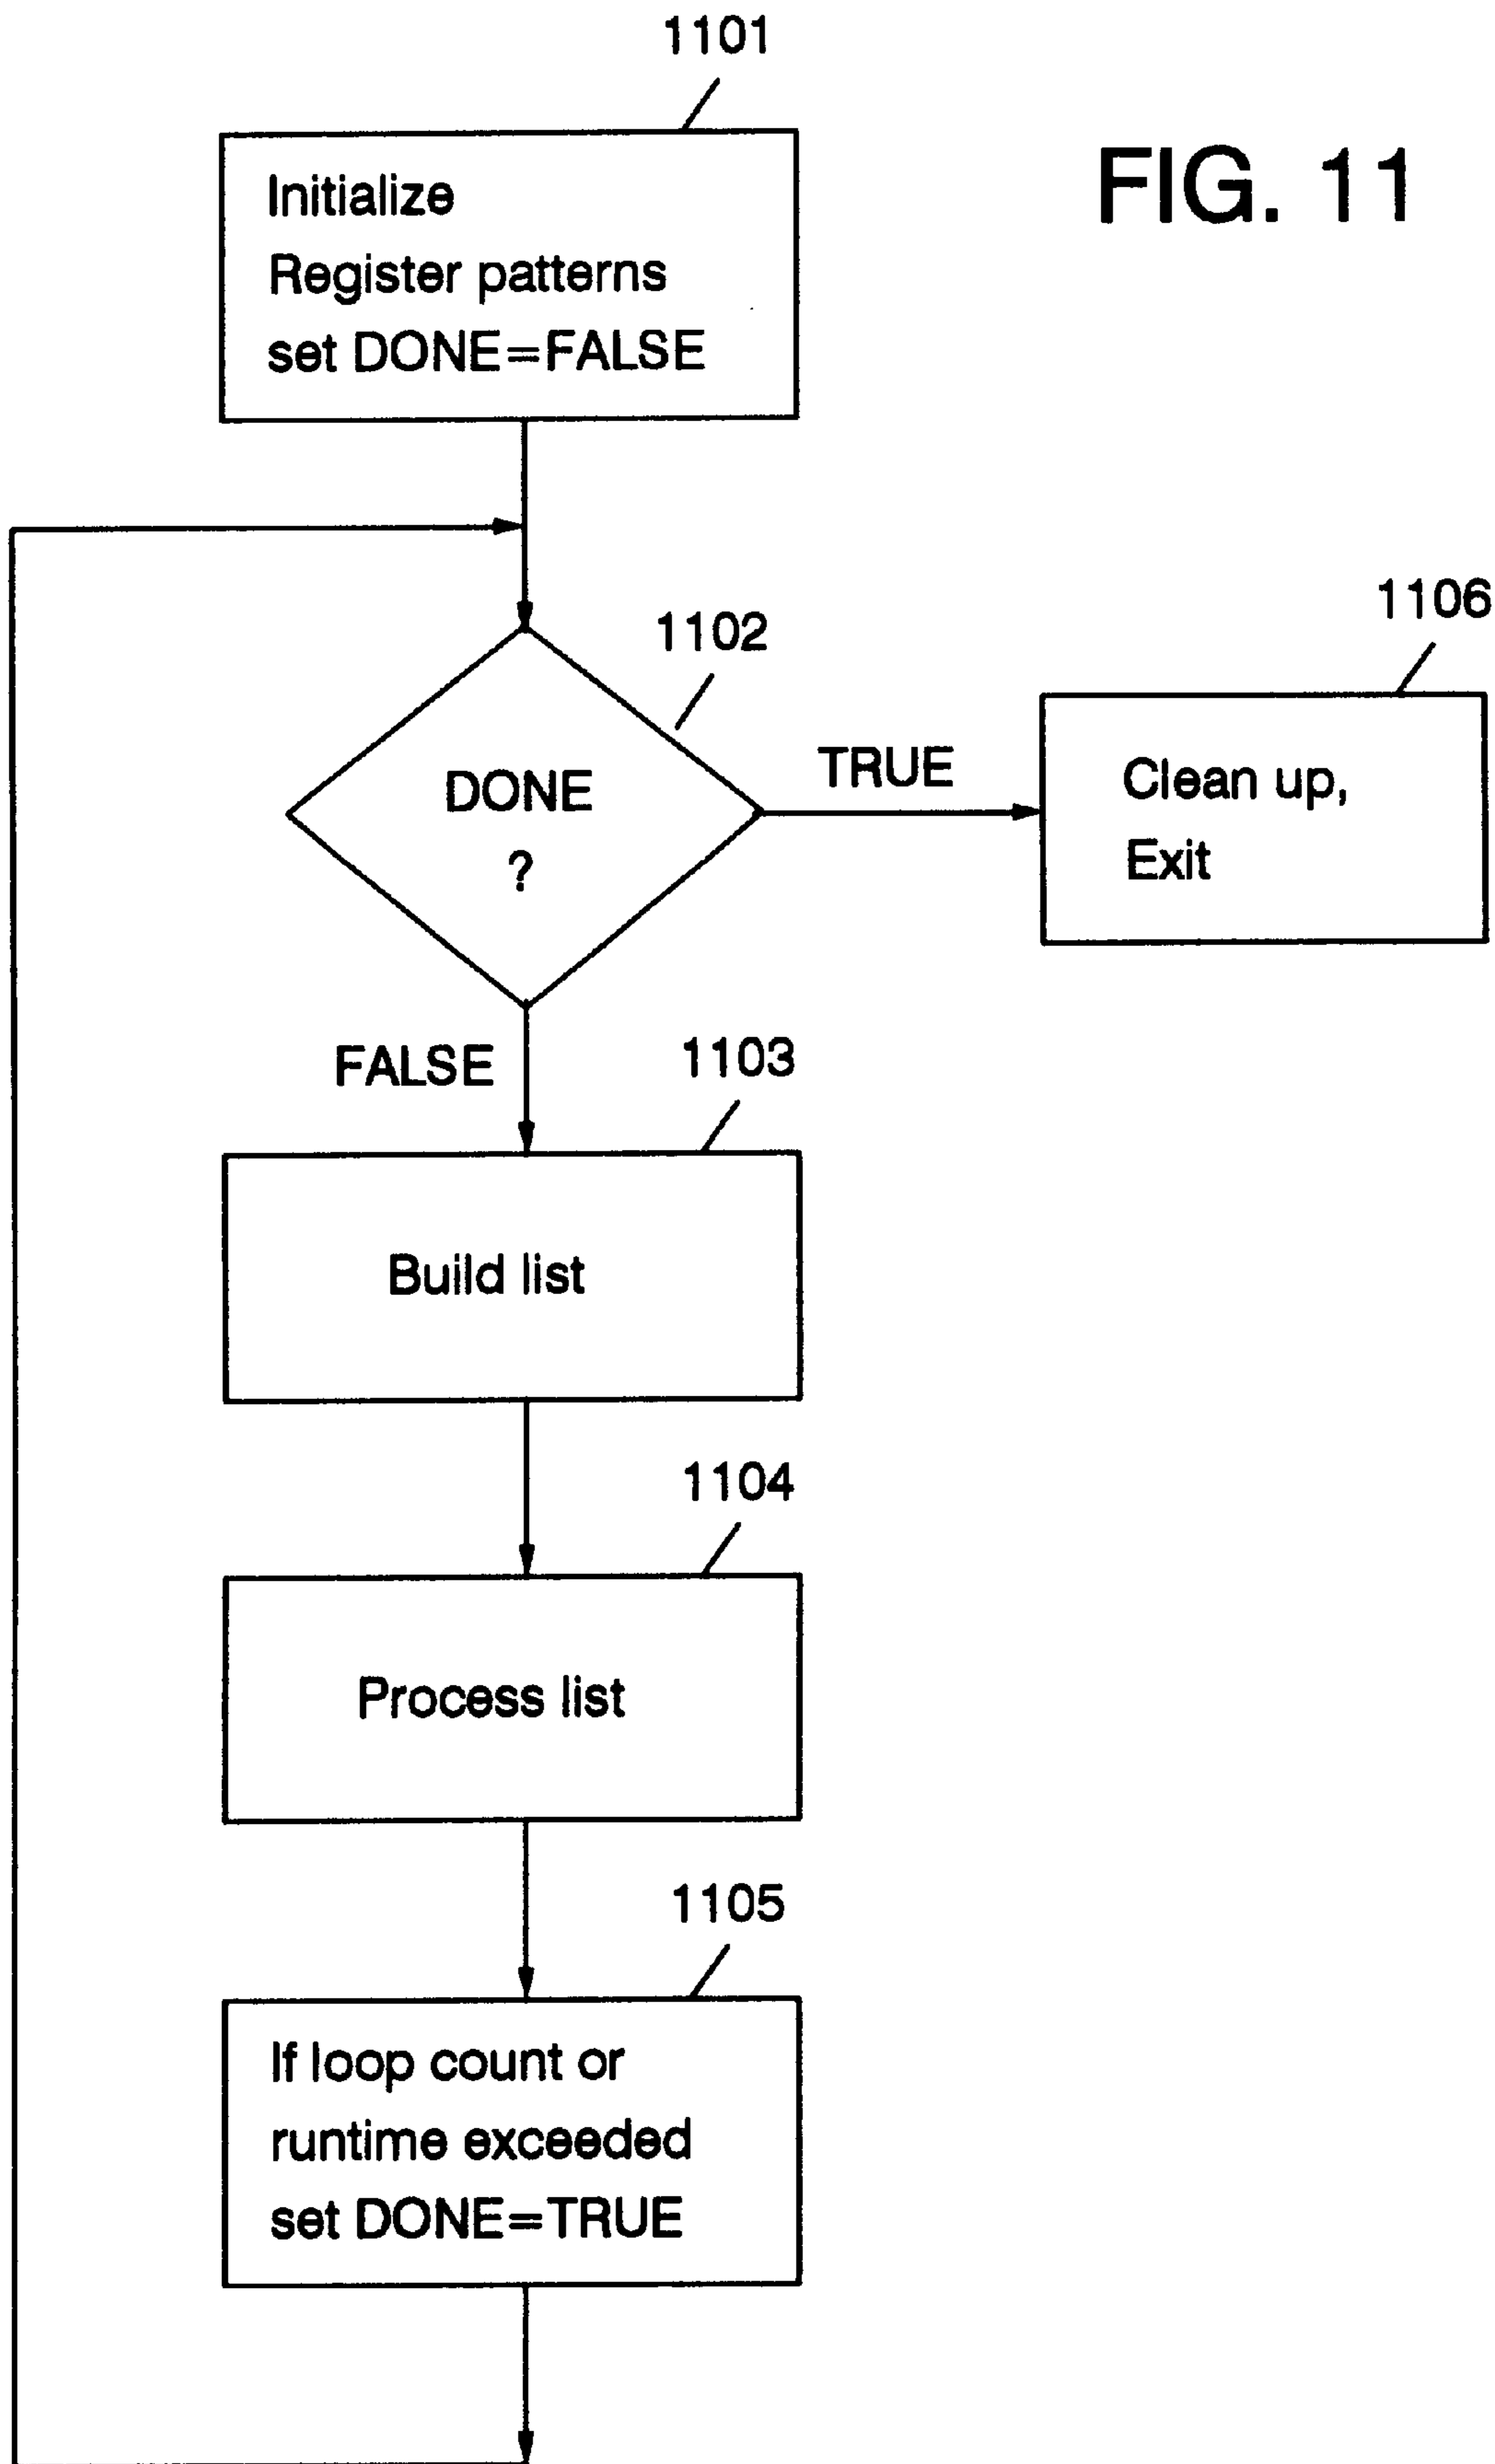 1101
FIG. 11
Initialize
Register patterns
set DONE=FALSE
1102
1106
DONE
?
TRUE
Clean up,
Exit
FALSE
1103
Build list
1104
Process list
1105
If loop count or
runtime exceeded
set DONE=TRUE